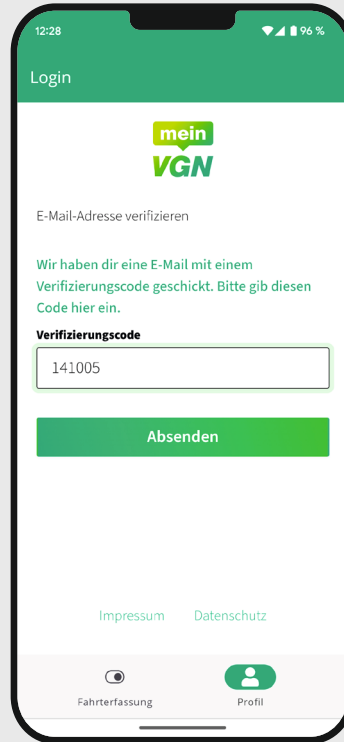 12:28
96 %
Login
mein
VGN
E-Mail-Adresse verifizieren
Wir haben dir eine E-Mail mit einem
Verifizierungscode geschickt. Bitte gib diesen
Code hier ein.
Verifizierungscode
141005
Absenden
Impressum Datenschutz
Fahrterfassung Profil